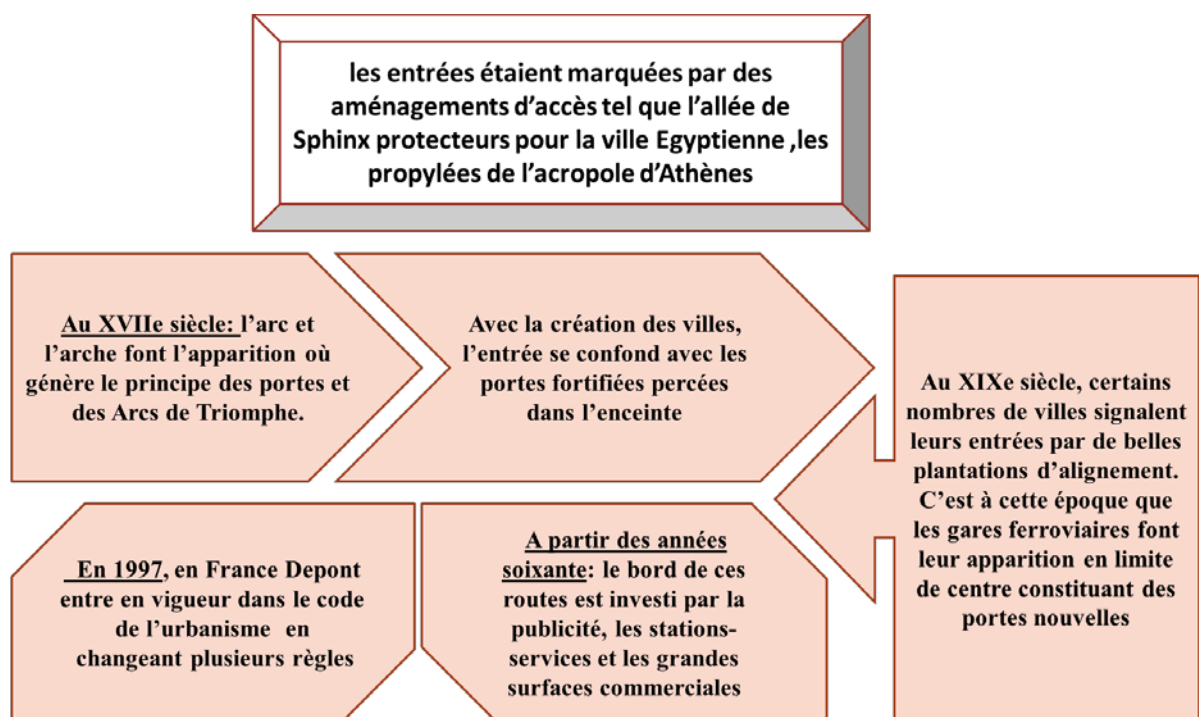 les entrées étaient marquées par des
aménagements d’accès tel que l’allée de
Sphinx protecteurs pour la ville Egyptienne ,les
propylées de l’acropole d’Athènes
Au XVIIe siècle: l’arc et
l’arche font l’apparition où
génère le principe des portes et
des Arcs de Triomphe.
Avec la création des villes,
l’entrée se confond avec les
portes fortifiées percées
dans l’enceinte
Au XIXe siècle, certains
nombres de villes signalent
leurs entrées par de belles
plantations d’alignement.
C’est à cette époque que
les gares ferroviaires font
leur apparition en limite
de centre constituant des
portes nouvelles
A partir des années
soixante: le bord de ces
routes est investi par la
publicité, les stations-
services et les grandes
surfaces commerciales
En 1997, en France Depont
entre en vigueur dans le code
de l’urbanisme en
changeant plusieurs règles